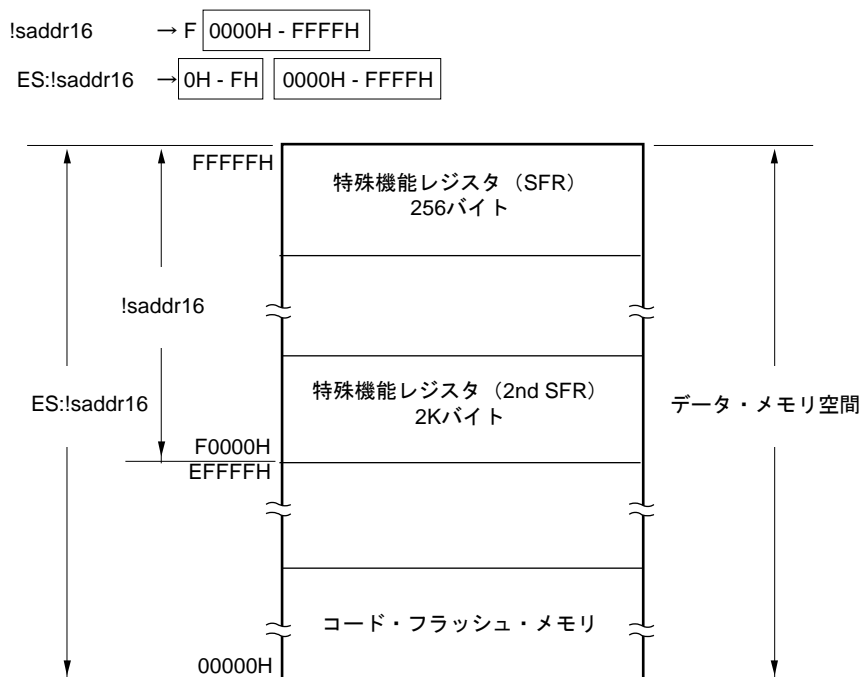 !saddr16 → F 0000H - FFFFH
ES:!saddr16 → 0H - FH 0000H - FFFFH
FFFFFH
特殊機能レジスタ（SFR）
256バイト
!saddr16
特殊機能レジスタ（2nd SFR）
2Kバイト
ES:!saddr16
データ・メモリ空間
F0000H
EFFFFH
コード・フラッシュ・メモリ
00000H